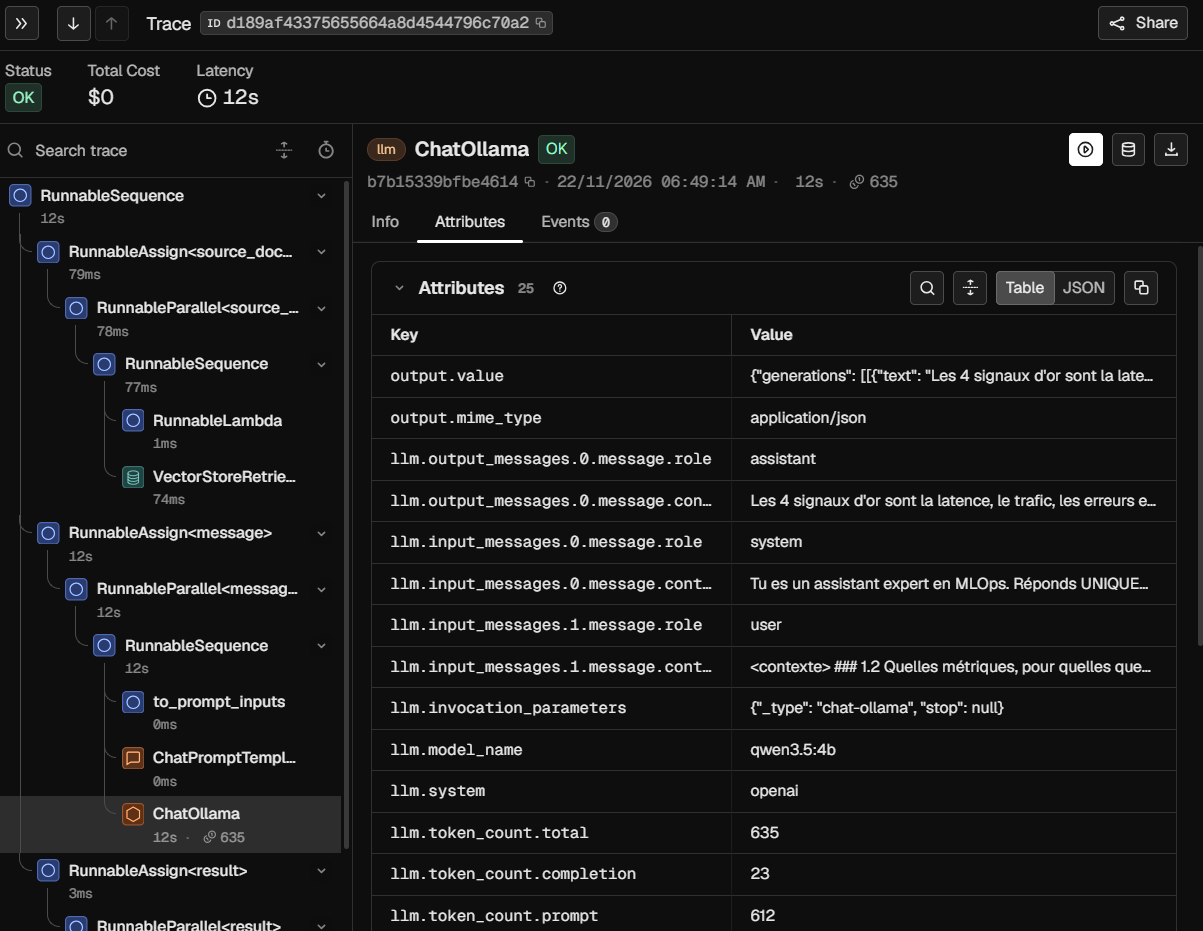 Trace ID d189af43375655664a8d4544796c70a2 Share
Status Total Cost Latency
OK $0 12s
Search trace
RunnableSequence
12s
RunnableAssign<source_doc...
79ms
RunnableParallel<source_...
78ms
RunnableSequence
77ms
RunnableLambda
1ms
VectorStoreRetrie...
74ms
RunnableAssign<message>
12s
RunnableParallel<messag...
12s
RunnableSequence
12s
to_prompt_inputs
0ms
ChatPromptTempl...
0ms
ChatOllama
12s · 635
RunnableAssign<result>
3ms
RunnableParallel<result>
llm ChatOllama OK
b7b15339bfbe4614 · 22/11/2026 06:49:14 AM · 12s · 635
Info Attributes Events 0
Attributes 25 Table JSON
Key Value
output.value {"generations": [[{"text": "Les 4 signaux d'or sont la late...
output.mime_type application/json
llm.output_messages.0.message.role assistant
llm.output_messages.0.message.con... Les 4 signaux d'or sont la latence, le trafic, les erreurs e...
llm.input_messages.0.message.role system
llm.input_messages.0.message.cont... Tu es un assistant expert en MLOps. Réponds UNIQUE...
llm.input_messages.1.message.role user
llm.input_messages.1.message.cont... <contexte> ### 1.2 Quelles métriques, pour quelles que...
llm.invocation_parameters {"_type": "chat-ollama", "stop": null}
llm.model_name qwen3.5:4b
llm.system openai
llm.token_count.total 635
llm.token_count.completion 23
llm.token_count.prompt 612